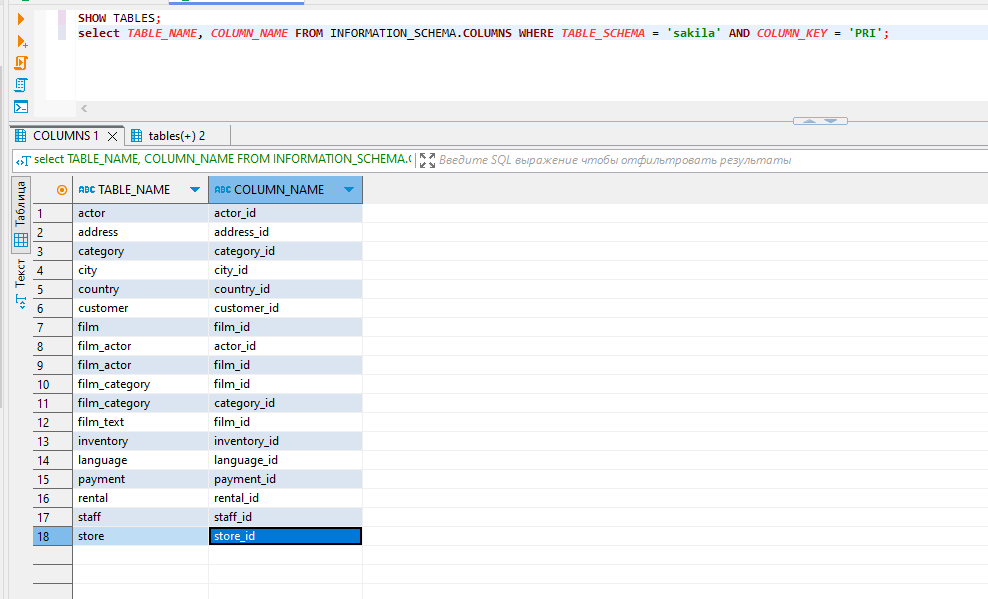 SHOW TABLES;
select TABLE_NAME, COLUMN_NAME FROM INFORMATION_SCHEMA.COLUMNS WHERE TABLE_SCHEMA = 'sakila' AND COLUMN_KEY = 'PRI';
COLUMNS 1
tables(+) 2
select TABLE_NAME, COLUMN_NAME FROM INFORMATION_SCHEMA.
Введите SQL выражение чтобы отфильтровать результаты
Таблица
Текст
ABC TABLE_NAME ABC COLUMN_NAME
1 actor actor_id
2 address address_id
3 category category_id
4 city city_id
5 country country_id
6 customer customer_id
7 film film_id
8 film_actor actor_id
9 film_actor film_id
10 film_category film_id
11 film_category category_id
12 film_text film_id
13 inventory inventory_id
14 language language_id
15 payment payment_id
16 rental rental_id
17 staff staff_id
18 store store_id